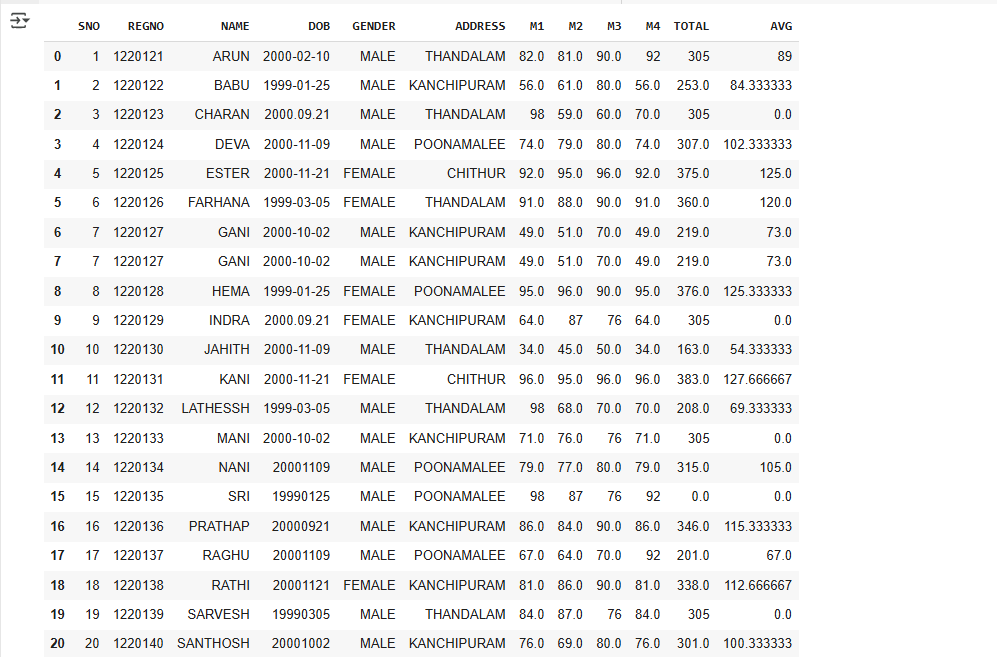 SNO REGNO NAME DOB GENDER ADDRESS M1 M2 M3 M4 TOTAL AVG
0 1 1220121 ARUN 2000-02-10 MALE THANDALAM 82.0 81.0 90.0 92 305 89
1 2 1220122 BABU 1999-01-25 MALE KANCHIPURAM 56.0 61.0 80.0 56.0 253.0 84.333333
2 3 1220123 CHARAN 2000.09.21 MALE THANDALAM 98 59.0 60.0 70.0 305 0.0
3 4 1220124 DEVA 2000-11-09 MALE POONAMALEE 74.0 79.0 80.0 74.0 307.0 102.333333
4 5 1220125 ESTER 2000-11-21 FEMALE CHITHUR 92.0 95.0 96.0 92.0 375.0 125.0
5 6 1220126 FARHANA 1999-03-05 FEMALE THANDALAM 91.0 88.0 90.0 91.0 360.0 120.0
6 7 1220127 GANI 2000-10-02 MALE KANCHIPURAM 49.0 51.0 70.0 49.0 219.0 73.0
7 7 1220127 GANI 2000-10-02 MALE KANCHIPURAM 49.0 51.0 70.0 49.0 219.0 73.0
8 8 1220128 HEMA 1999-01-25 FEMALE POONAMALEE 95.0 96.0 90.0 95.0 376.0 125.333333
9 9 1220129 INDRA 2000.09.21 FEMALE KANCHIPURAM 64.0 87 76 64.0 305 0.0
10 10 1220130 JAHITH 2000-11-09 MALE THANDALAM 34.0 45.0 50.0 34.0 163.0 54.333333
11 11 1220131 KANI 2000-11-21 FEMALE CHITHUR 96.0 95.0 96.0 96.0 383.0 127.666667
12 12 1220132 LATHESSH 1999-03-05 MALE THANDALAM 98 68.0 70.0 70.0 208.0 69.333333
13 13 1220133 MANI 2000-10-02 MALE KANCHIPURAM 71.0 76.0 76 71.0 305 0.0
14 14 1220134 NANI 20001109 MALE POONAMALEE 79.0 77.0 80.0 79.0 315.0 105.0
15 15 1220135 SRI 19990125 MALE POONAMALEE 98 87 76 92 0.0 0.0
16 16 1220136 PRATHAP 20000921 MALE KANCHIPURAM 86.0 84.0 90.0 86.0 346.0 115.333333
17 17 1220137 RAGHU 20001109 MALE POONAMALEE 67.0 64.0 70.0 92 201.0 67.0
18 18 1220138 RATHI 20001121 FEMALE KANCHIPURAM 81.0 86.0 90.0 81.0 338.0 112.666667
19 19 1220139 SARVESH 19990305 MALE THANDALAM 84.0 87.0 76 84.0 305 0.0
20 20 1220140 SANTHOSH 20001002 MALE KANCHIPURAM 76.0 69.0 80.0 76.0 301.0 100.333333